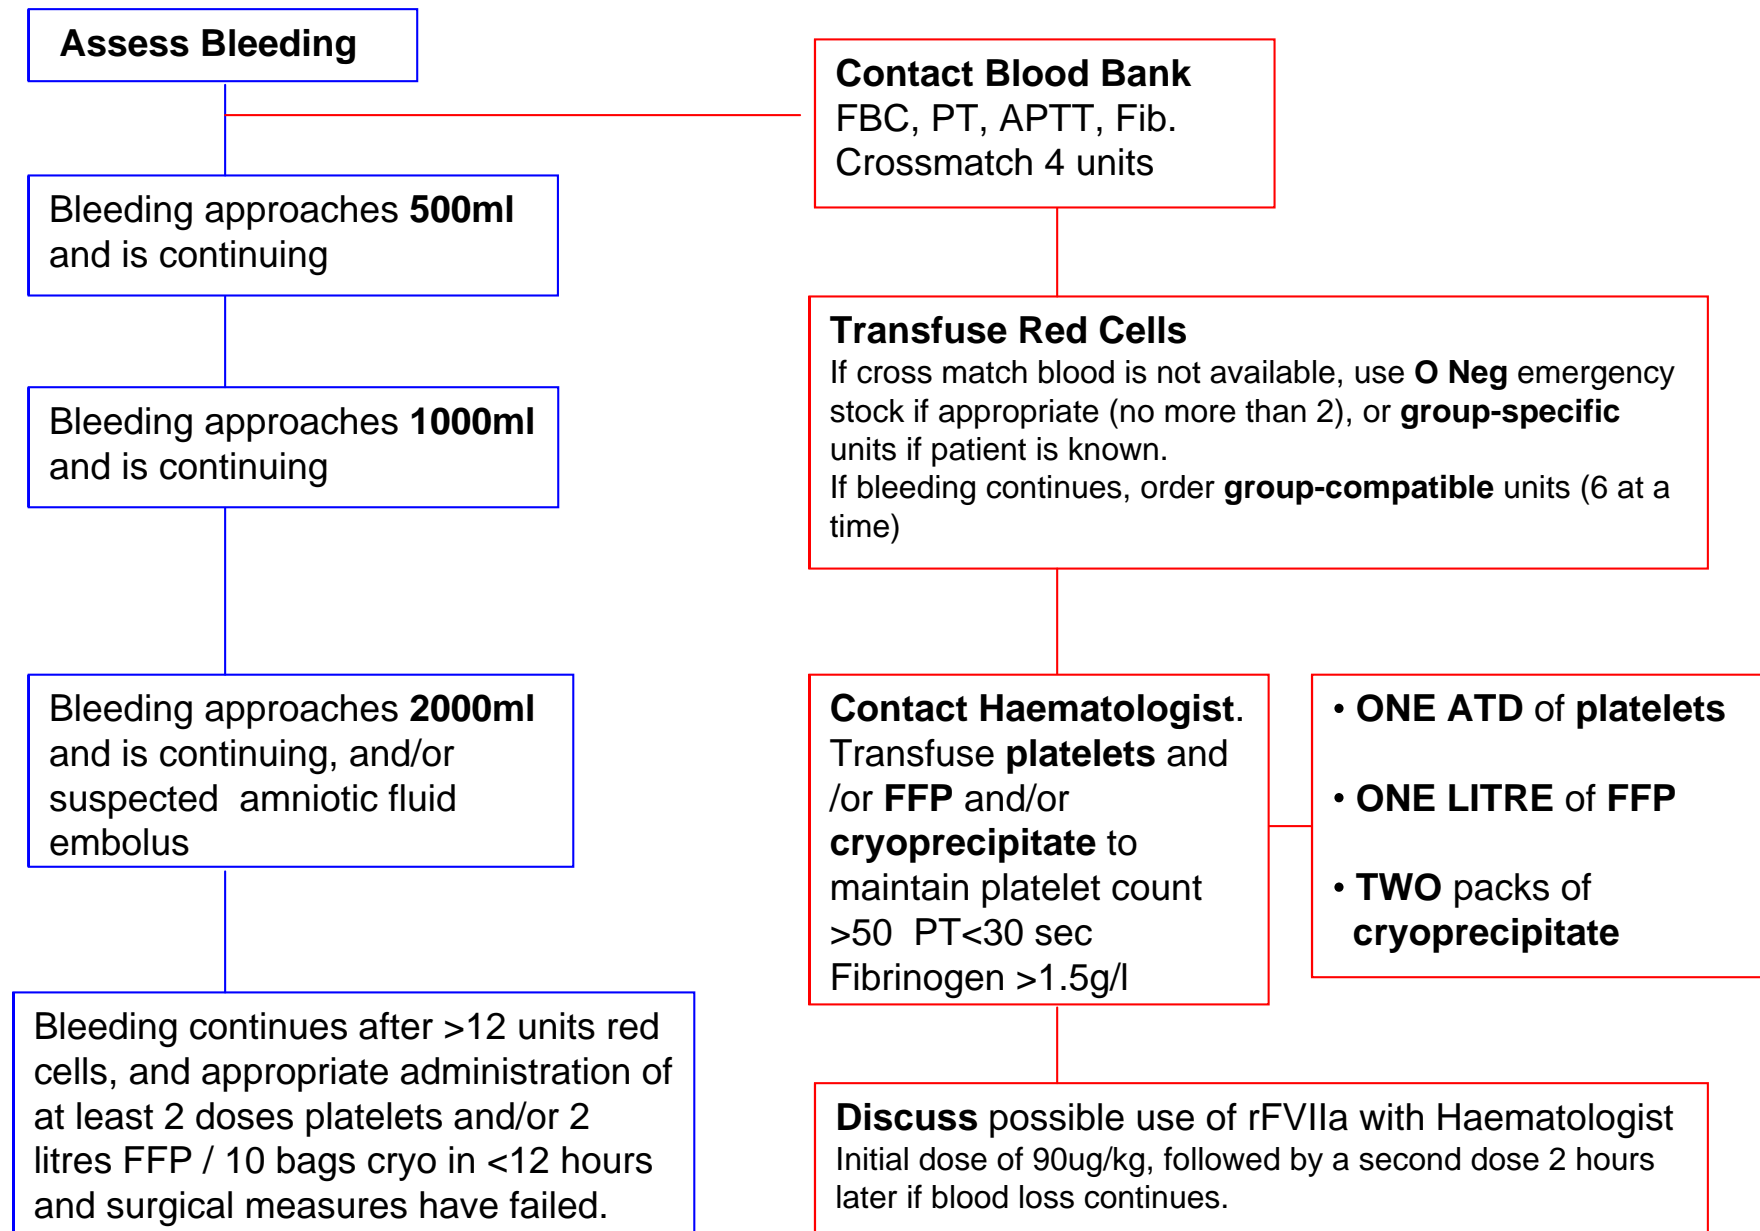 Assess Bleeding
Contact Blood Bank
FBC, PT, APTT, Fib.
Crossmatch 4 units
Bleeding approaches 500ml
and is continuing
Transfuse Red Cells
If cross match blood is not available, use O Neg emergency
stock if appropriate (no more than 2), or group-specific
units if patient is known.
If bleeding continues, order group-compatible units (6 at a
time)
Bleeding approaches 1000ml
and is continuing
Bleeding approaches 2000ml
and is continuing, and/or
suspected amniotic fluid
embolus
Contact Haematologist.
Transfuse platelets and
/or FFP and/or
cryoprecipitate to
maintain platelet count
>50 PT<30 sec
Fibrinogen >1.5g/l
• ONE ATD of platelets
• ONE LITRE of FFP
• TWO packs of
cryoprecipitate
Bleeding continues after >12 units red
cells, and appropriate administration of
at least 2 doses platelets and/or 2
litres FFP / 10 bags cryo in <12 hours
and surgical measures have failed.
Discuss possible use of rFVIIa with Haematologist
Initial dose of 90ug/kg, followed by a second dose 2 hours
later if blood loss continues.